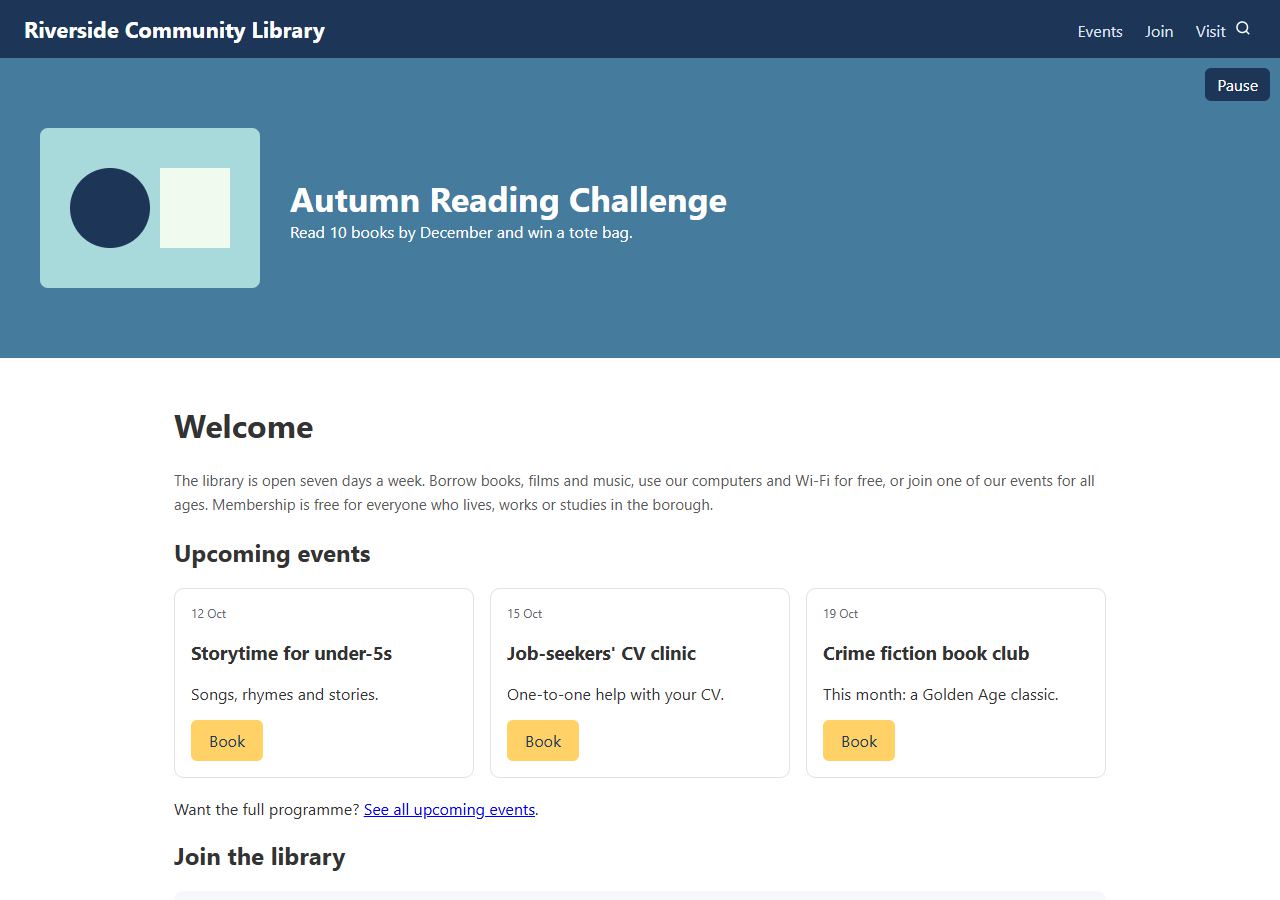 Riverside Community Library
Events Join Visit
Pause
Autumn Reading Challenge
Read 10 books by December and win a tote bag.
Welcome
The library is open seven days a week. Borrow books, films and music, use our computers and Wi-Fi for free, or join one of our events for all
ages. Membership is free for everyone who lives, works or studies in the borough.
Upcoming events
12 Oct
Storytime for under-5s
Songs, rhymes and stories.
Book
15 Oct
Job-seekers' CV clinic
One-to-one help with your CV.
Book
19 Oct
Crime fiction book club
This month: a Golden Age classic.
Book
Want the full programme? See all upcoming events.
Join the library